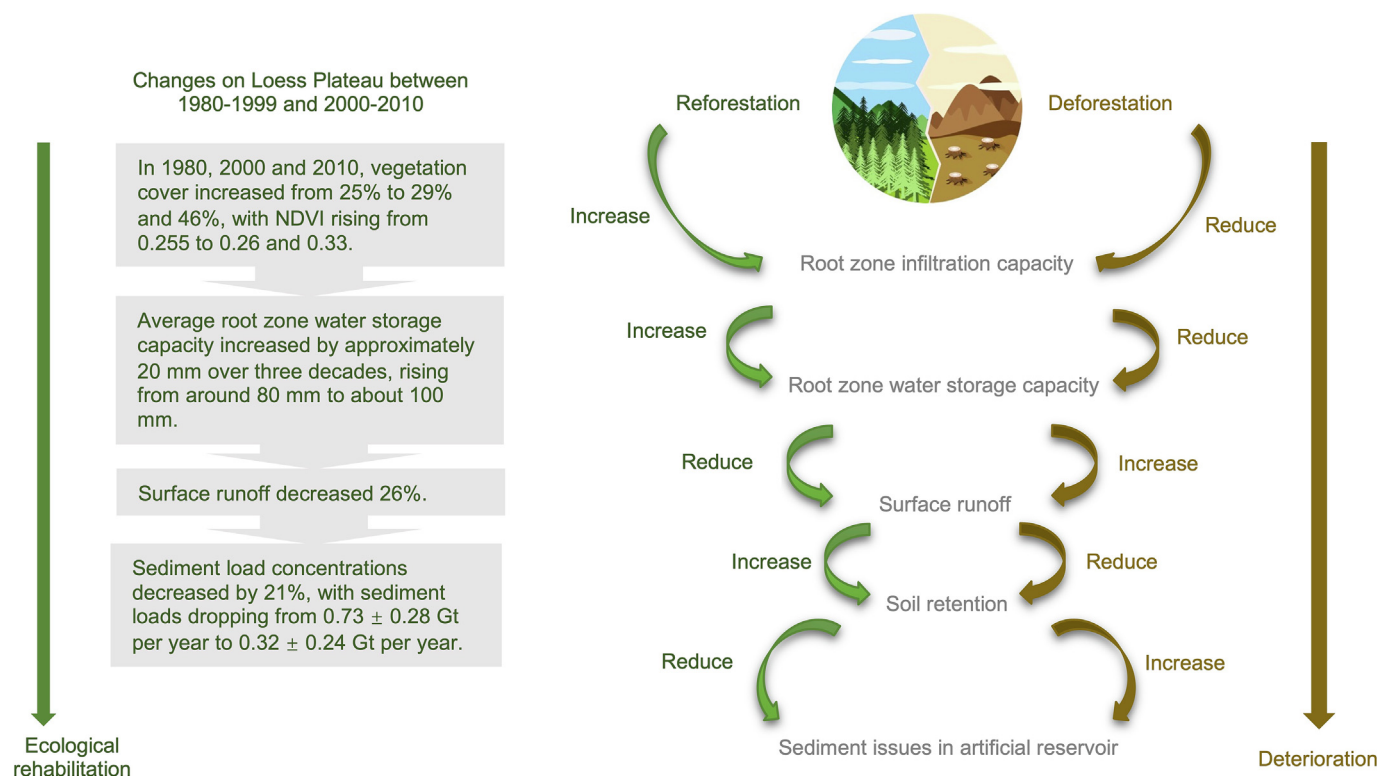 Changes on Loess Plateau between
1980-1999 and 2000-2010
In 1980, 2000 and 2010, vegetation
cover increased from 25% to 29%
and 46%, with NDVI rising from
0.255 to 0.26 and 0.33.
Average root zone water storage
capacity increased by approximately
20 mm over three decades, rising
from around 80 mm to about 100
mm.
Surface runoff decreased 26%.
Sediment load concentrations
decreased by 21%, with sediment
loads dropping from 0.73 ± 0.28 Gt
per year to 0.32 ± 0.24 Gt per year.
Ecological
rehabilitation
Reforestation
Deforestation
Increase
Reduce
Root zone infiltration capacity
Increase
Reduce
Root zone water storage capacity
Reduce
Increase
Surface runoff
Increase
Reduce
Soil retention
Reduce
Increase
Sediment issues in artificial reservoir
Deterioration